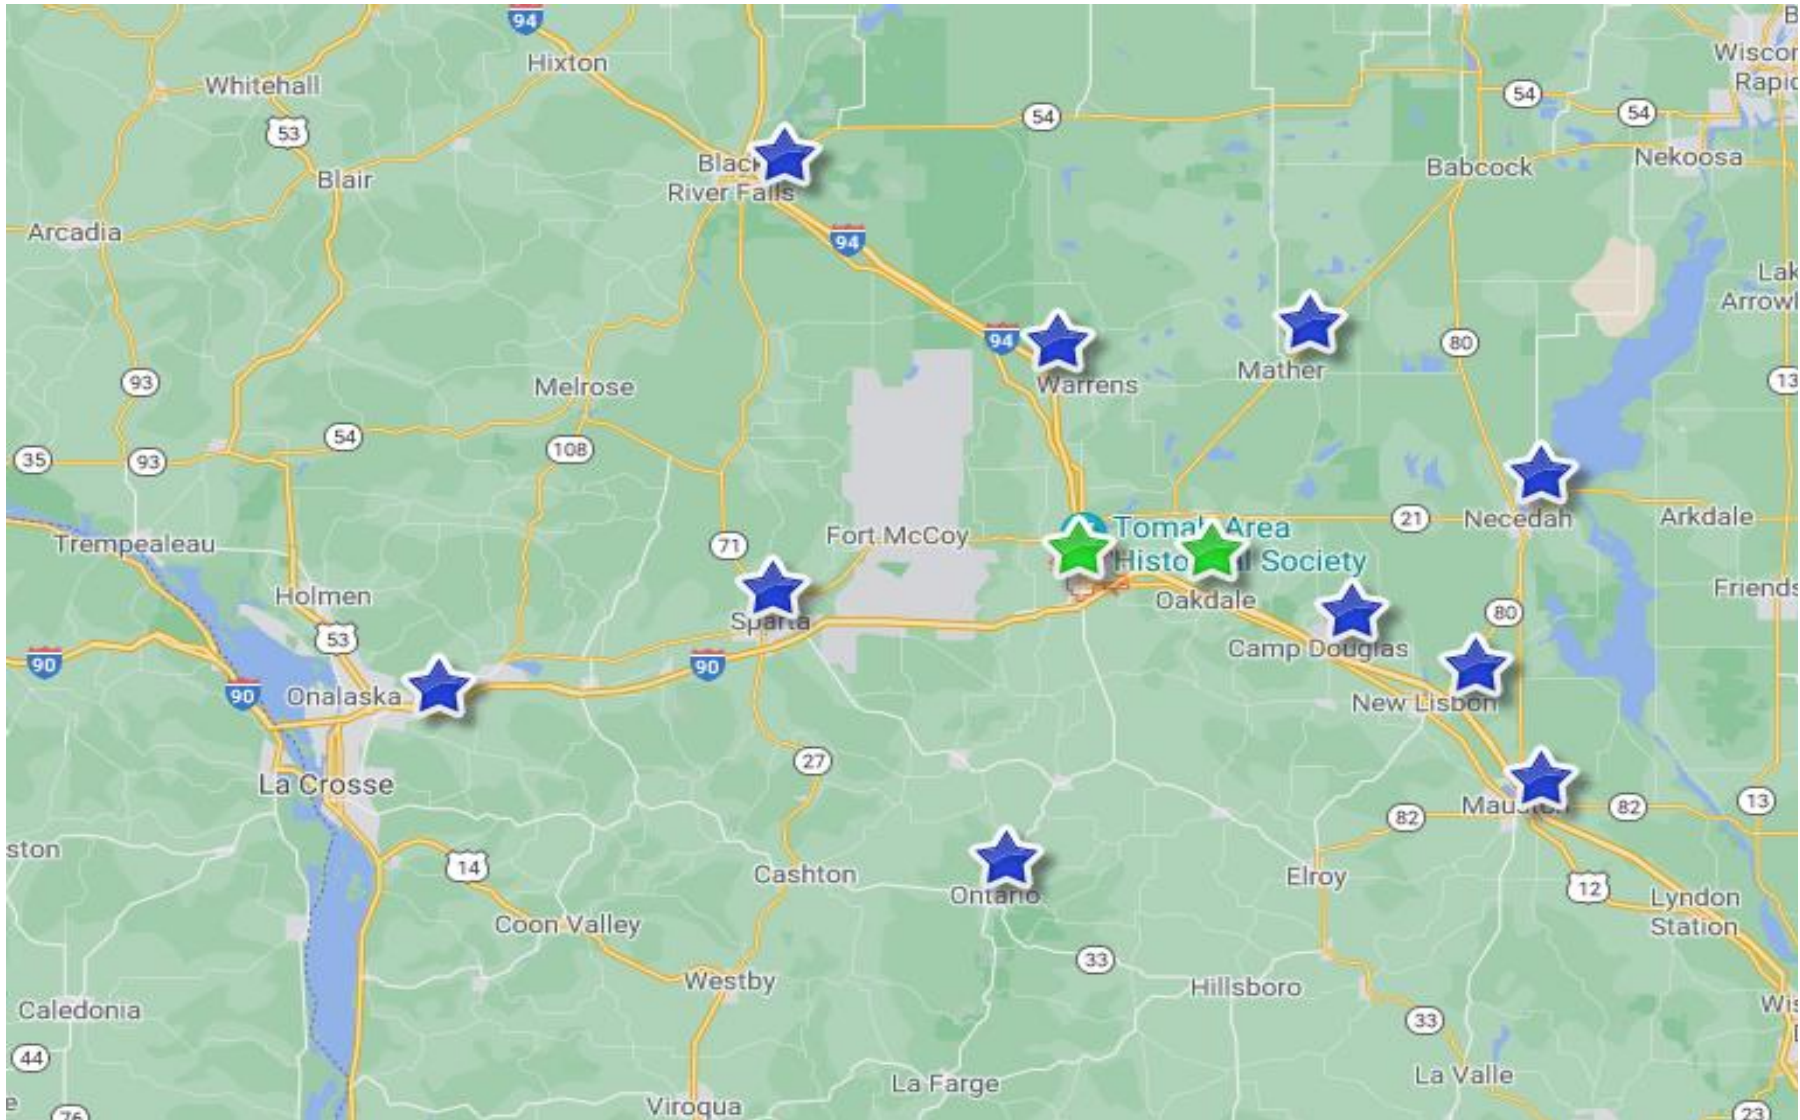 94
Hixton
Whitehall
Wiscon
Rapid
54
54
54
53
Black
River Falls
Babcock
Nekoosa
Blair
Arcadia
94
Lak
Arrowl
94
80
Mather
Warrens
93
Melrose
13
54
108
35
93
21
Necedah
Arkdale
Tomah Area
Historical Society
Fort McCoy
71
Trempealeau
Holmen
Friends
Oakdale
80
Sparta
53
Camp Douglas
90
90
90
Onalaska
New Lisbon
27
La Crosse
Mauston
82
13
82
ston
14
Cashton
Elroy
12
Ontario
Lyndon
Station
Coon Valley
33
Westby
Hillsboro
Caledonia
Wis
33
44
La Farge
La Valle
Viroqua
76
23